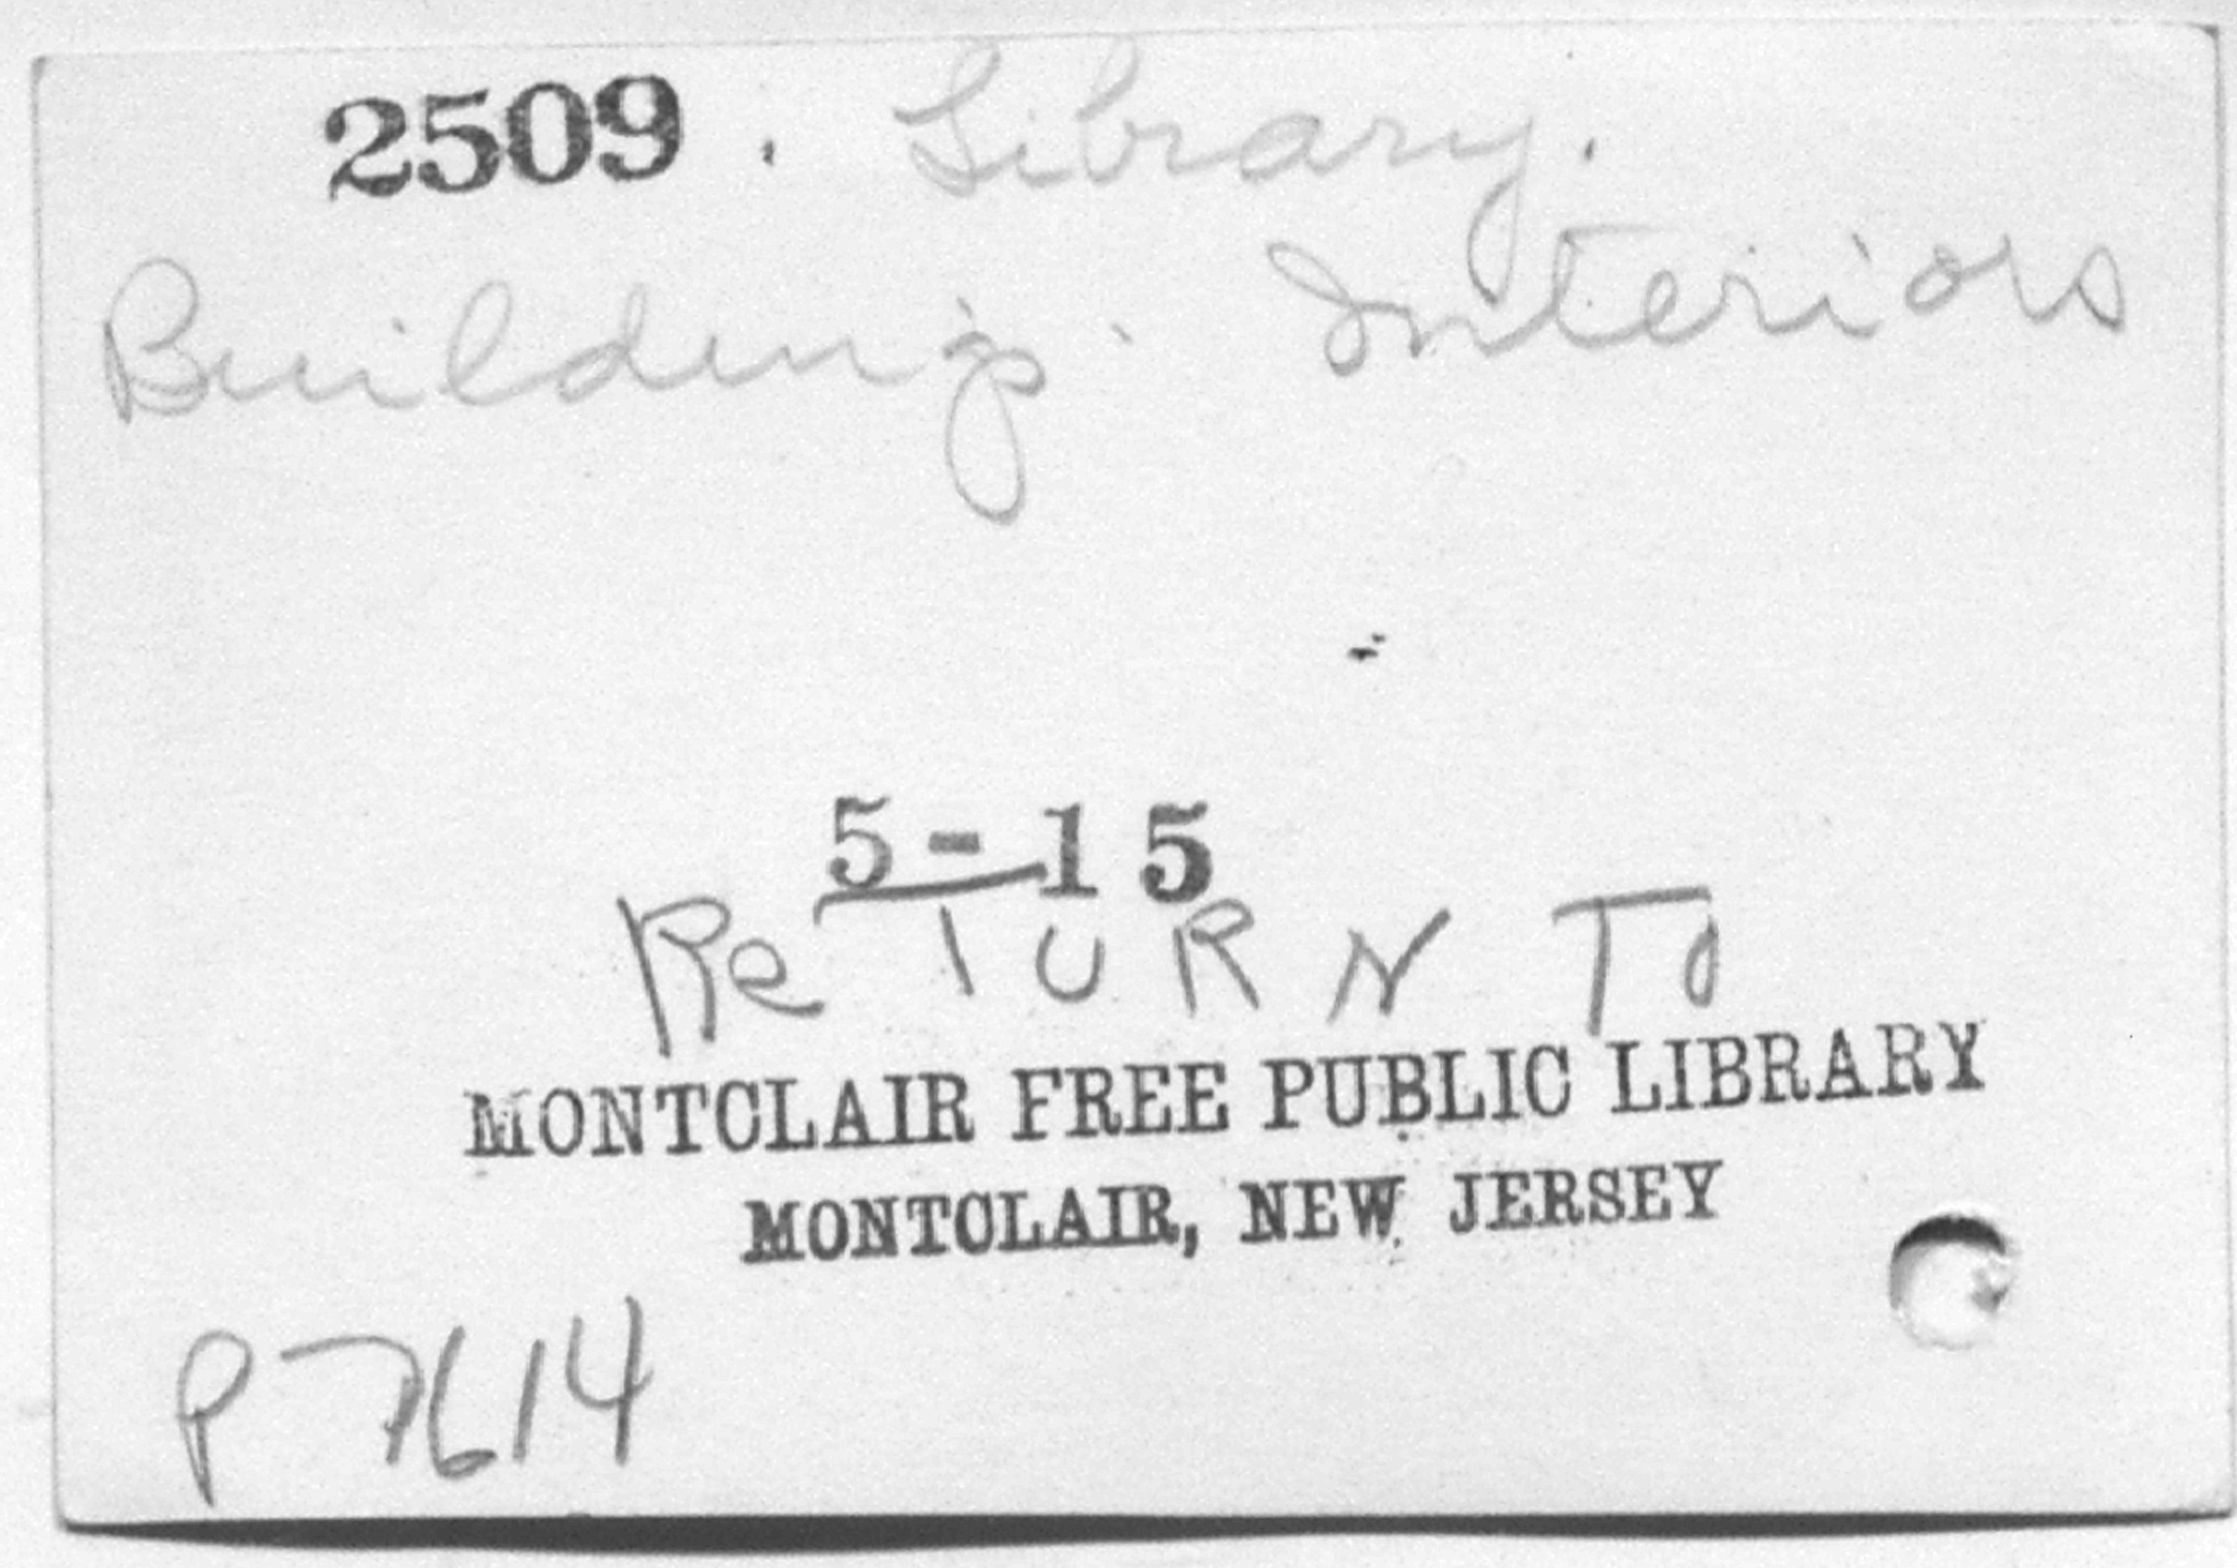 2509. Library.
Building. Interiors
5-15
ReTURN TO
MONTCLAIR FREE PUBLIC LIBRARY
MONTCLAIR, NEW JERSEY
P7614